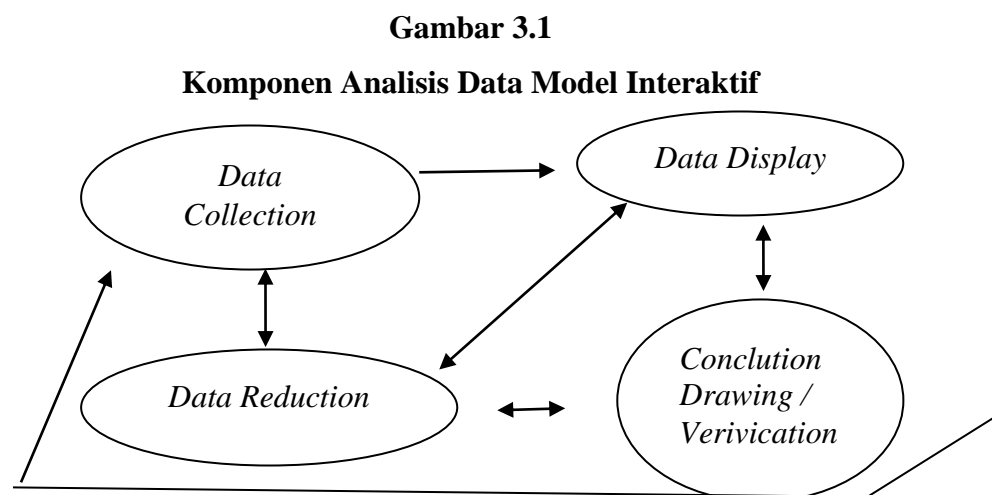 Gambar 3.1
Komponen Analisis Data Model Interaktif
Data
Collection
Data Display
Data Reduction
Conclution
Drawing /
Verivication